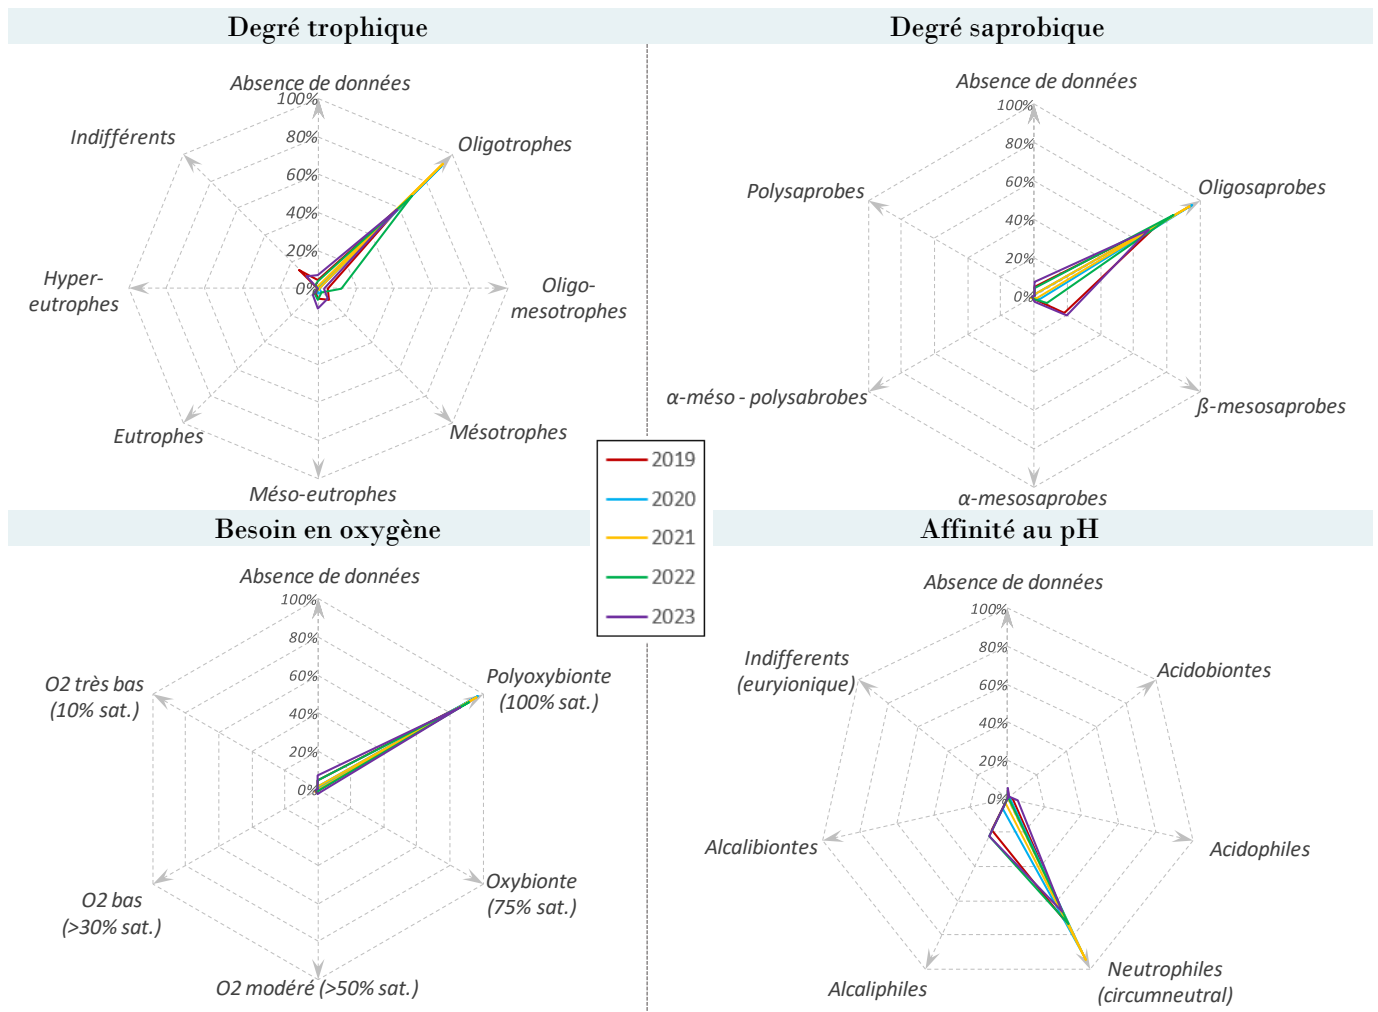 Degré trophique
Absence de données
100%
80%
60%
40%
20%
0%
Oligotrophes
Oligo-
mesotrophes
Mésotrophes
Méso-eutrophes
Eutrophes
Hyper-
eutrophes
Indifférents
Degré saprobique
Absence de données
100%
80%
60%
40%
20%
0%
Oligosaprobes
ß-mesosaprobes
α-mesosaprobes
α-méso - polysabrobes
Polysaprobes
2019
2020
2021
2022
2023
Besoin en oxygène
Absence de données
100%
80%
60%
40%
20%
0%
Polyoxybionte
(100% sat.)
Oxybionte
(75% sat.)
O2 modéré (>50% sat.)
O2 bas
(>30% sat.)
O2 très bas
(10% sat.)
Affinité au pH
Absence de données
100%
80%
60%
40%
20%
0%
Acidobiontes
Acidophiles
Neutrophiles
(circumneutral)
Alcaliphiles
Alcalibiontes
Indifferents
(euryionique)